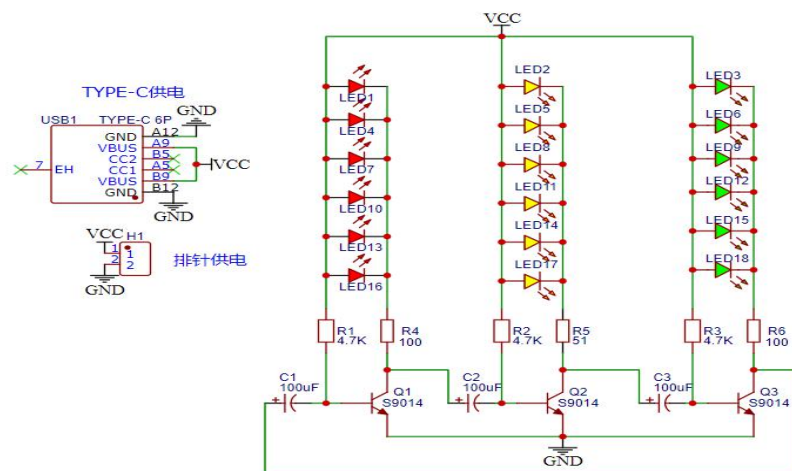 VCC
TYPE-C供电
GND
USB1 TYPE-C 6P
GND A12
VBUS A9
CC2 B5
CC1 A5
VBUS B9
GND B12
7 EH
VCC
GND
VCC H1
1 1
2 2
GND
排针供电
LED1
LED4
LED7
LED10
LED13
LED16
LED2
LED5
LED8
LED11
LED14
LED17
LED3
LED6
LED9
LED12
LED15
LED18
R1
4.7K
R4
100
R2
4.7K
R5
51
R3
4.7K
R6
100
C1
100uF
+
Q1
S9014
C2
100uF
+
Q2
S9014
C3
100uF
+
Q3
S9014
GND